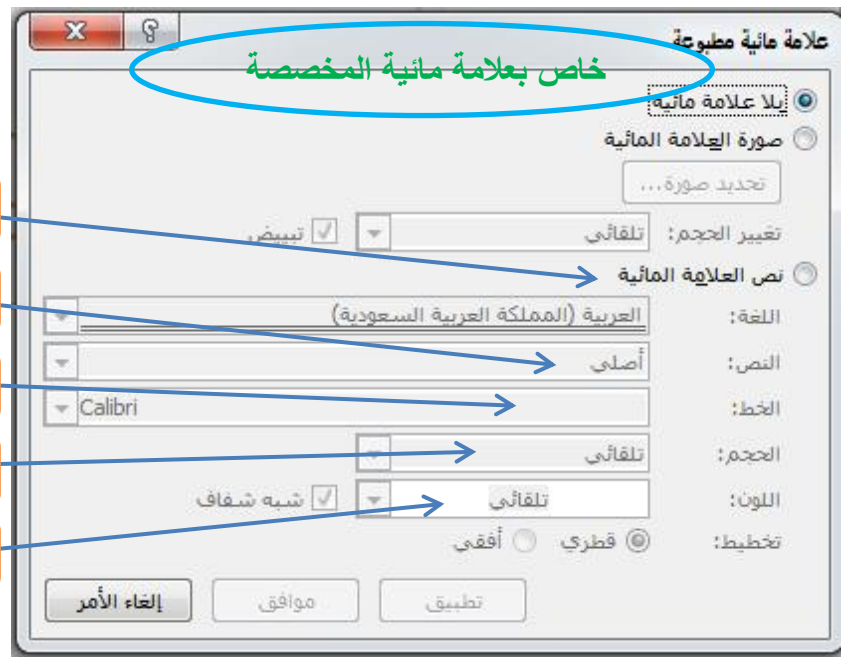 علامة مائية مطبوعة
خاص بعلامة مائية المخصصة
بلا علامة مائية
صورة العلامة المائية
تحديد صورة...
تغيير الحجم: تلقائي تبييض
نص العلامة المائية
اللغة: العربية (المملكة العربية السعودية)
النص: أصلي
الخط: Calibri
الحجم: تلقائي
اللون: تلقائي شبه شفاف
تخطيط: قطري أفقي
تطبيق موافق إلغاء الأمر